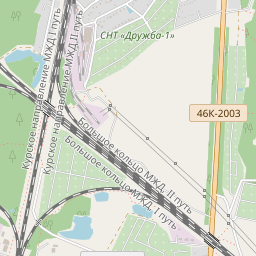 СНТ «Дружба-1»
Курское направление МЖД I путь
Курское направление МЖД II путь
46К-2003
Большое кольцо МЖД, II путь
Большое кольцо МЖД, I путь